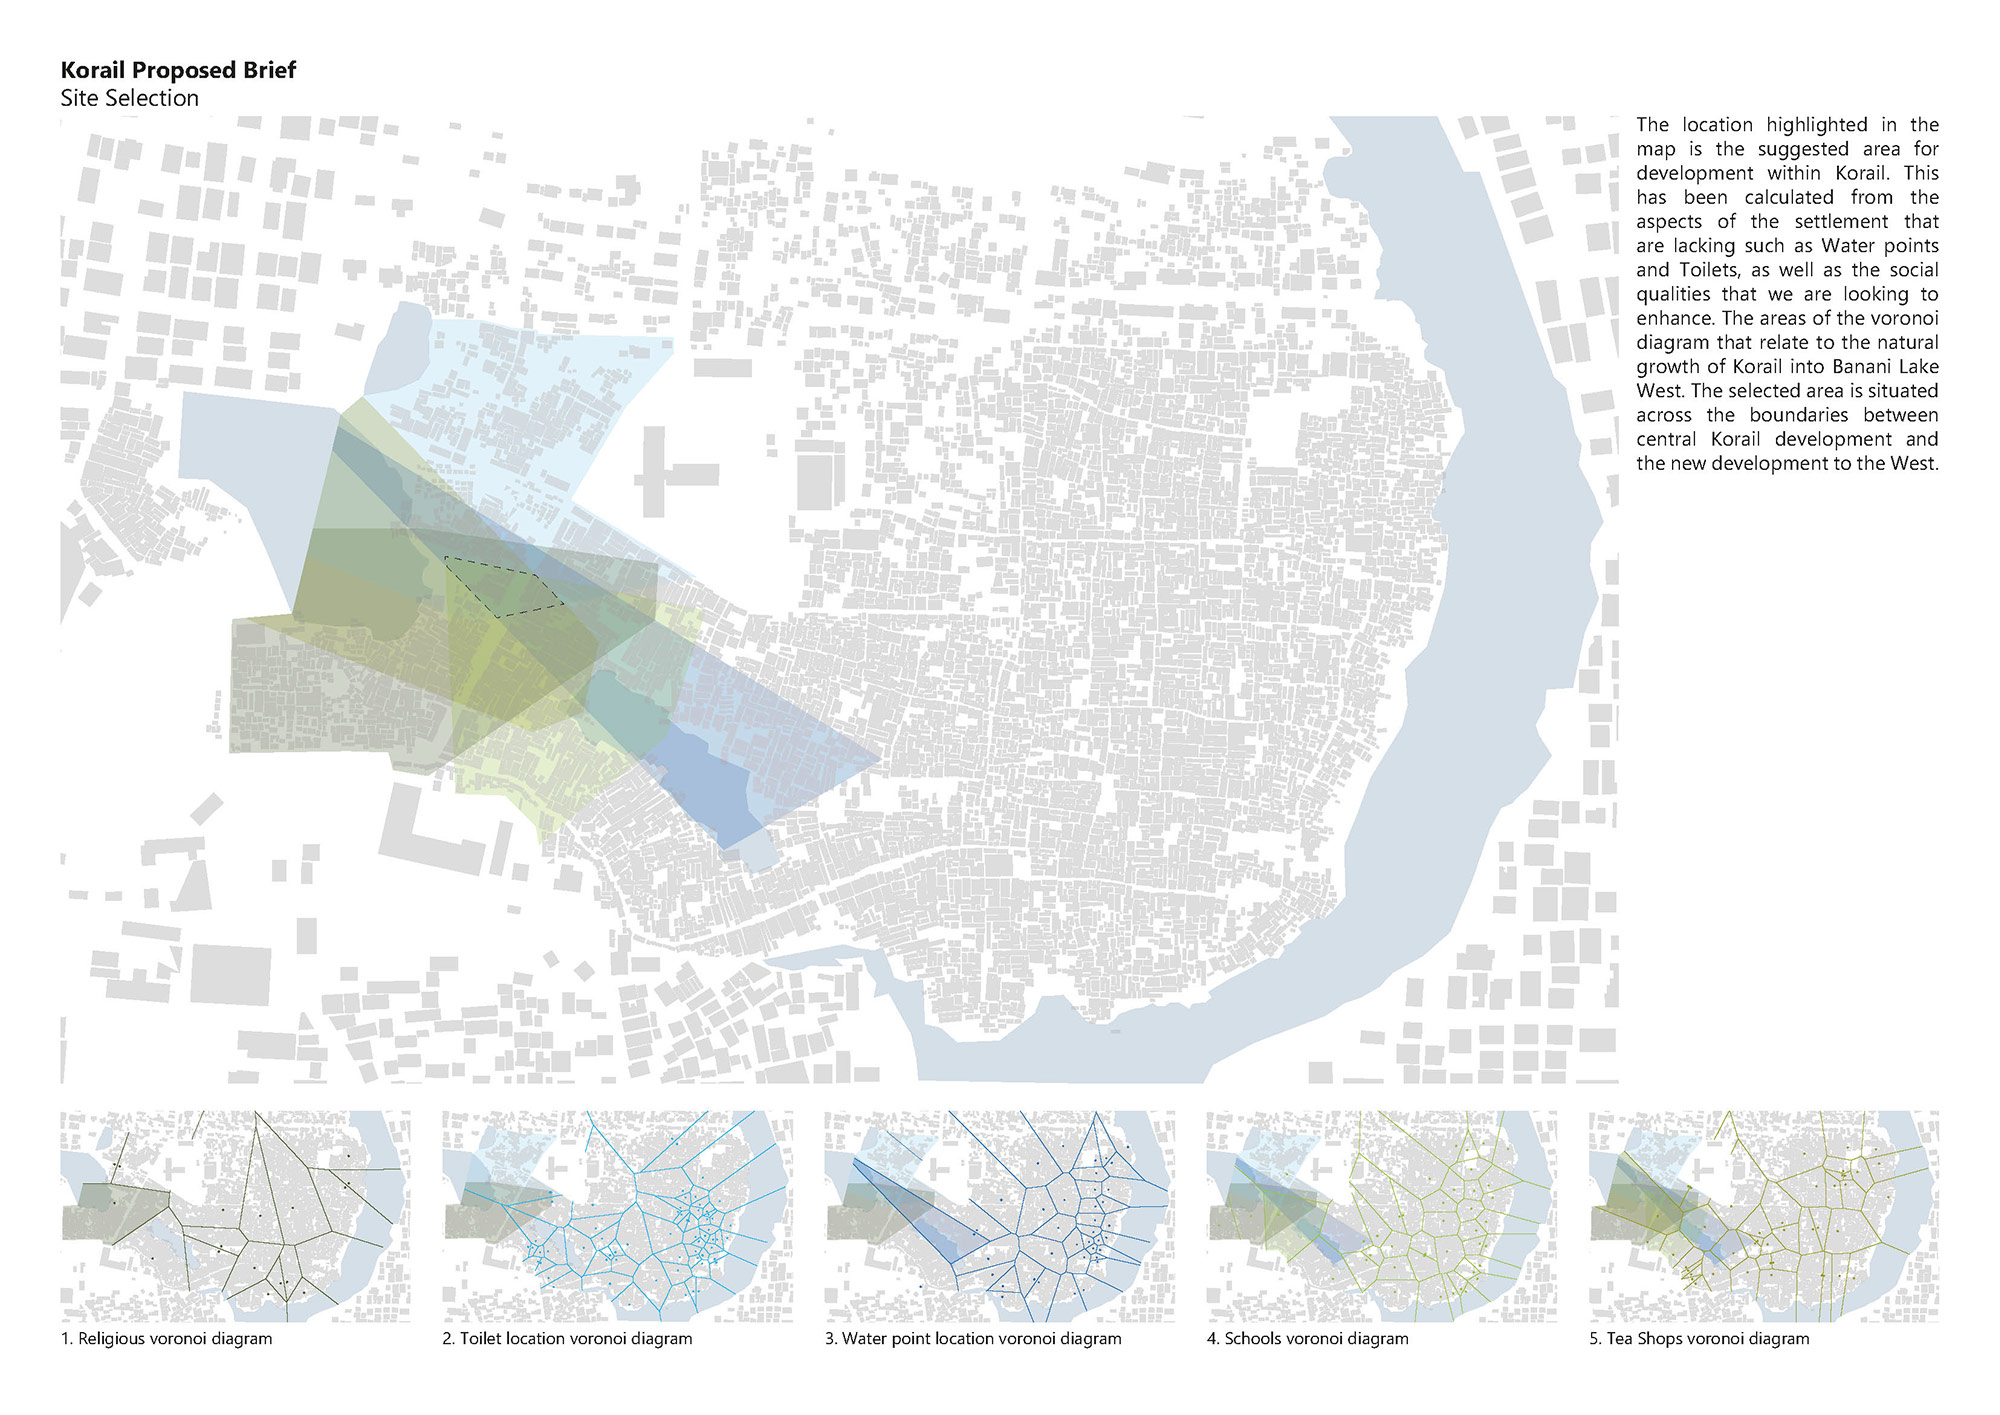 Korail Proposed Brief
Site Selection
The location highlighted in the
map is the suggested area for
development within Korail. This
has been calculated from the
aspects of the settlement that
are lacking such as Water points
and Toilets, as well as the social
qualities that we are looking to
enhance. The areas of the voronoi
diagram that relate to the natural
growth of Korail into Banani Lake
West. The selected area is situated
across the boundaries between
central Korail development and
the new development to the West.
1. Religious voronoi diagram
2. Toilet location voronoi diagram
3. Water point location voronoi diagram
4. Schools voronoi diagram
5. Tea Shops voronoi diagram